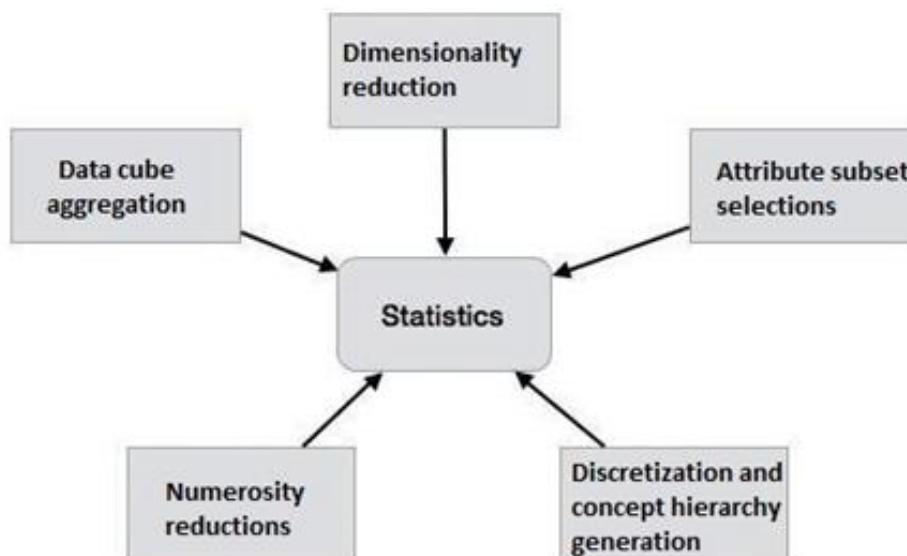 Dimensionality
reduction
Data cube
aggregation
Attribute subset
selections
Statistics
Numerosity
reductions
Discretization and
concept hierarchy
generation